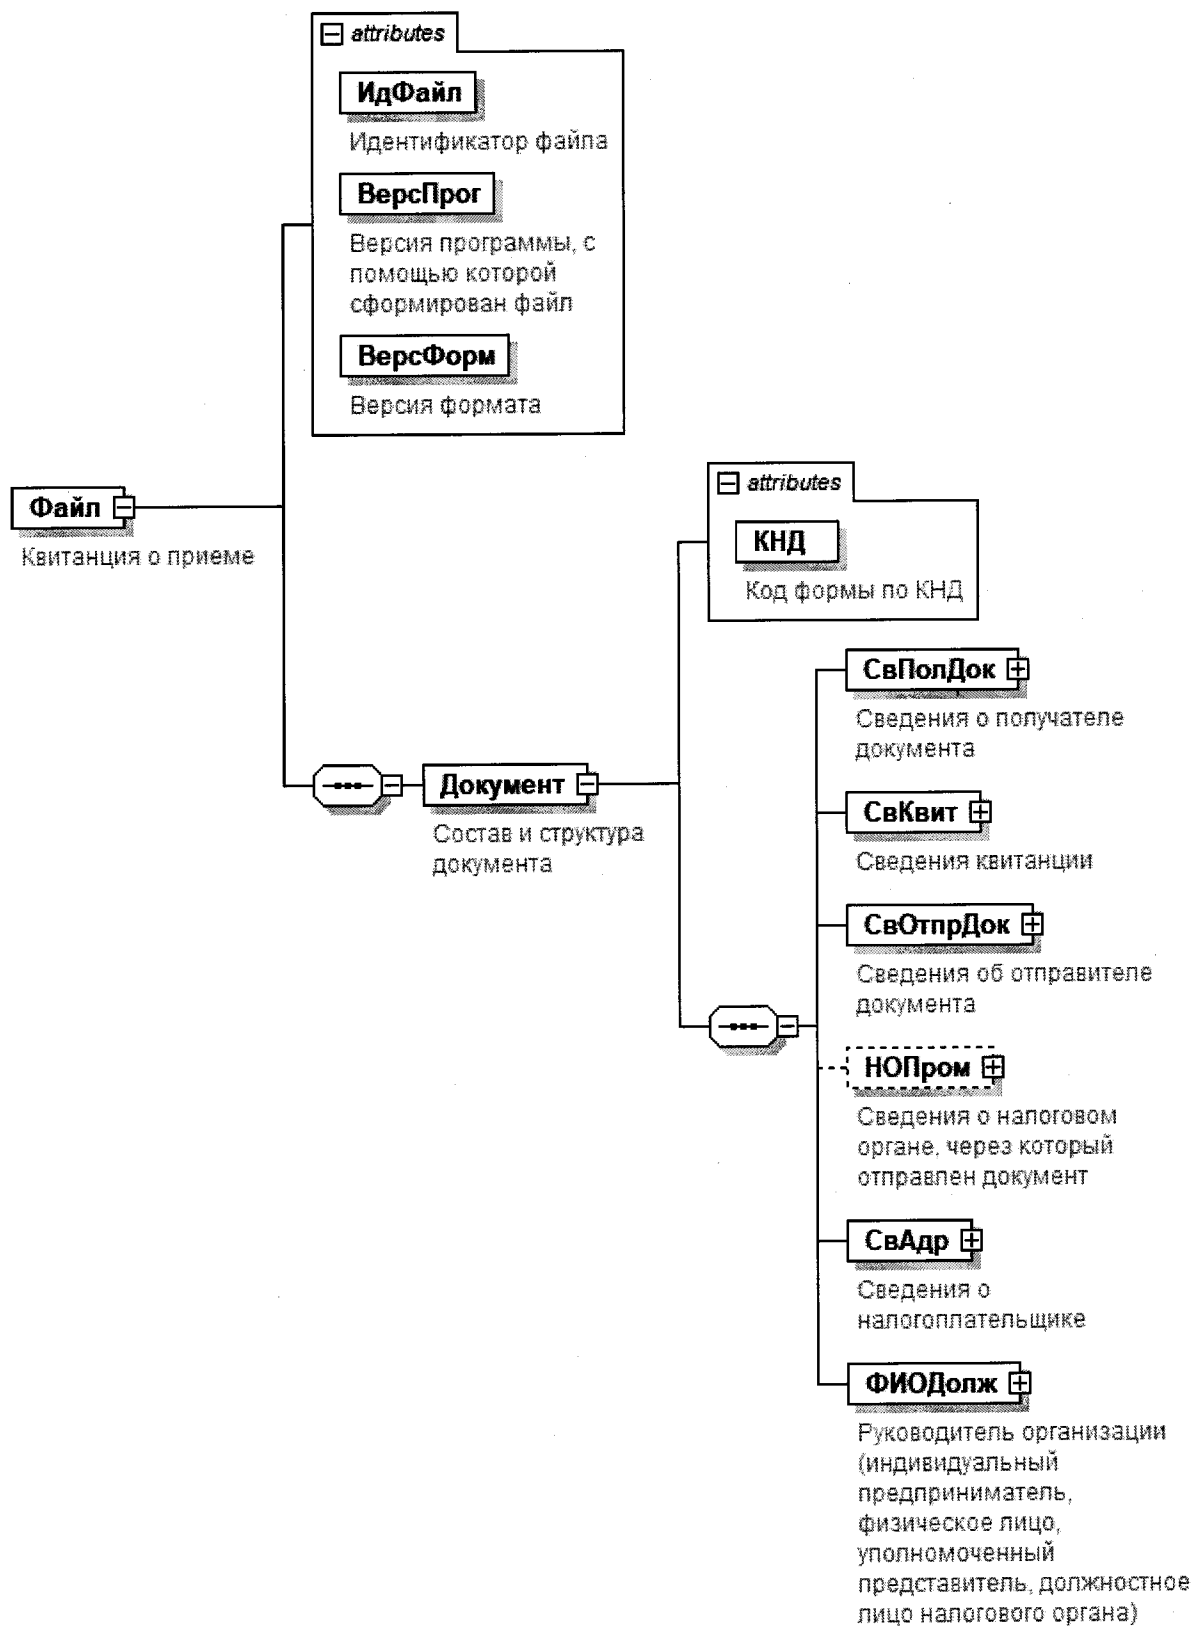 attributes
ИдФайл
Идентификатор файла
ВерсПрог
Версия программы, с
помощью которой
сформирован файл
ВерсФорм
Версия формата
Файл
Квитанция о приеме
attributes
КНД
Код формы по КНД
Документ
Состав и структура
документа
СвПолДок
Сведения о получателе
документа
СвКвит
Сведения квитанции
СвОтпрДок
Сведения об отправителе
документа
НОПром
Сведения о налоговом
органе, через который
отправлен документ
СвАдр
Сведения о
налогоплательщике
ФИОДолж
Руководитель организации
(индивидуальный
предприниматель,
физическое лицо,
уполномоченный
представитель, должностное
лицо налогового органа)